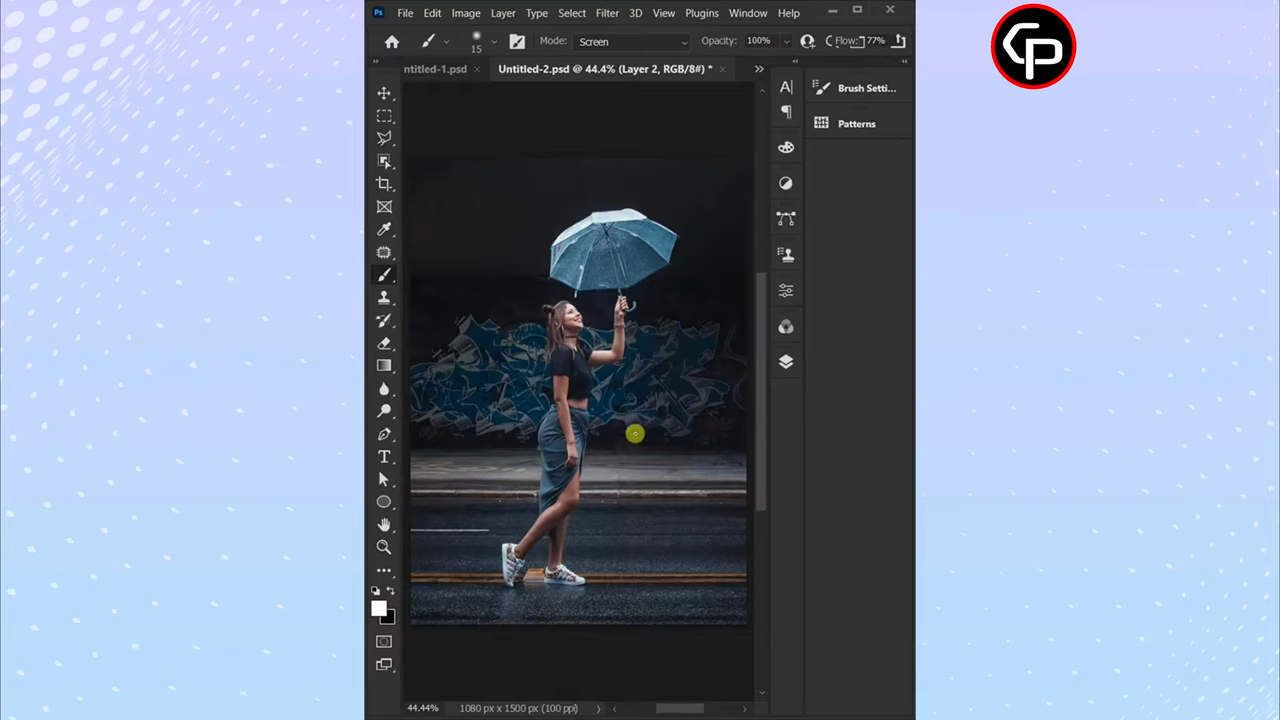 CP
Ps File Edit Image Layer Type Select Filter 3D View Plugins Window Help
15 Mode: Screen Opacity: 100% Flow: 77%
ntitled-1.psd × Untitled-2.psd @ 44.4% (Layer 2, RGB/8#) * ×
Brush Setti...
Patterns
44.44% 1080 px x 1500 px (100 ppi)